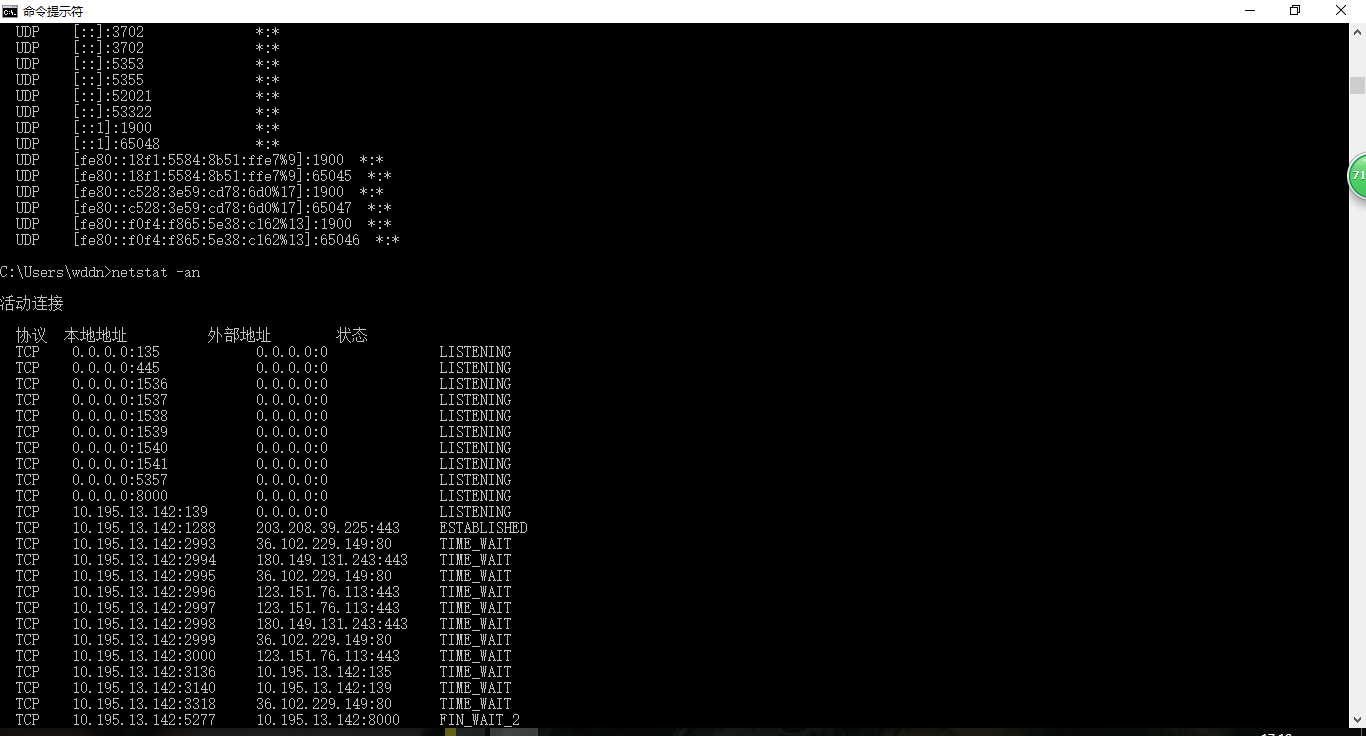 命令提示符
UDP    [::]:3702              *:*
UDP    [::]:3702              *:*
UDP    [::]:5353              *:*
UDP    [::]:5355              *:*
UDP    [::]:52021             *:*
UDP    [::]:53322             *:*
UDP    [::1]:1900             *:*
UDP    [::1]:65048            *:*
UDP    [fe80::18f1:5584:8b51:ffe7%9]:1900  *:*
UDP    [fe80::18f1:5584:8b51:ffe7%9]:65045  *:*
UDP    [fe80::c528:3e59:cd78:6d0%17]:1900  *:*
UDP    [fe80::c528:3e59:cd78:6d0%17]:65047  *:*
UDP    [fe80::f0f4:f865:5e38:c162%13]:1900  *:*
UDP    [fe80::f0f4:f865:5e38:c162%13]:65046  *:*
71
C:\Users\wddn>netstat -an
活动连接
协议  本地地址          外部地址        状态
TCP    0.0.0.0:135            0.0.0.0:0              LISTENING
TCP    0.0.0.0:445            0.0.0.0:0              LISTENING
TCP    0.0.0.0:1536           0.0.0.0:0              LISTENING
TCP    0.0.0.0:1537           0.0.0.0:0              LISTENING
TCP    0.0.0.0:1538           0.0.0.0:0              LISTENING
TCP    0.0.0.0:1539           0.0.0.0:0              LISTENING
TCP    0.0.0.0:1540           0.0.0.0:0              LISTENING
TCP    0.0.0.0:1541           0.0.0.0:0              LISTENING
TCP    0.0.0.0:5357           0.0.0.0:0              LISTENING
TCP    0.0.0.0:8000           0.0.0.0:0              LISTENING
TCP    10.195.13.142:139      0.0.0.0:0              LISTENING
TCP    10.195.13.142:1288     203.208.39.225:443     ESTABLISHED
TCP    10.195.13.142:2993     36.102.229.149:80      TIME_WAIT
TCP    10.195.13.142:2994     180.149.131.243:443    TIME_WAIT
TCP    10.195.13.142:2995     36.102.229.149:80      TIME_WAIT
TCP    10.195.13.142:2996     123.151.76.113:443     TIME_WAIT
TCP    10.195.13.142:2997     123.151.76.113:443     TIME_WAIT
TCP    10.195.13.142:2998     180.149.131.243:443    TIME_WAIT
TCP    10.195.13.142:2999     36.102.229.149:80      TIME_WAIT
TCP    10.195.13.142:3000     123.151.76.113:443     TIME_WAIT
TCP    10.195.13.142:3136     10.195.13.142:135      TIME_WAIT
TCP    10.195.13.142:3140     10.195.13.142:139      TIME_WAIT
TCP    10.195.13.142:3318     36.102.229.149:80      TIME_WAIT
TCP    10.195.13.142:5277     10.195.13.142:8000     FIN_WAIT_2